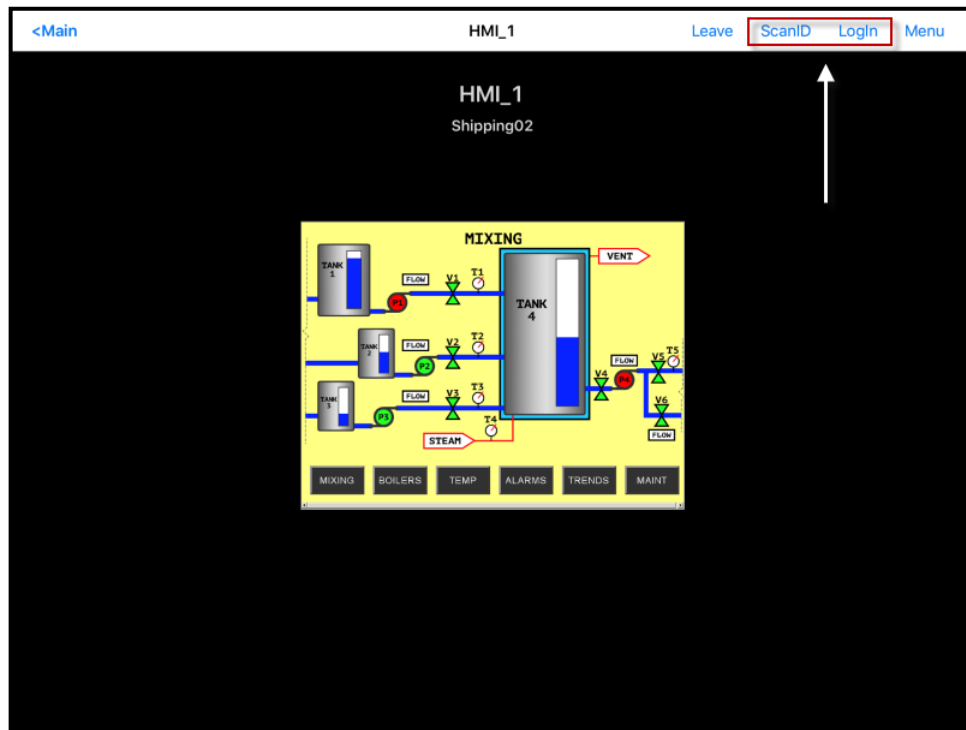 <Main HMI_1 Leave ScanID LogIn Menu
HMI_1
Shipping02
MIXING
VENT
TANK
1
FLOW V1 T1
P1
TANK
4
TANK
2
FLOW V2 T2
P2
FLOW V5 T5
V4 P4
TANK
3
FLOW V3 T3
P3
V6
FLOW
T4
STEAM
MIXING BOILERS TEMP ALARMS TRENDS MAINT